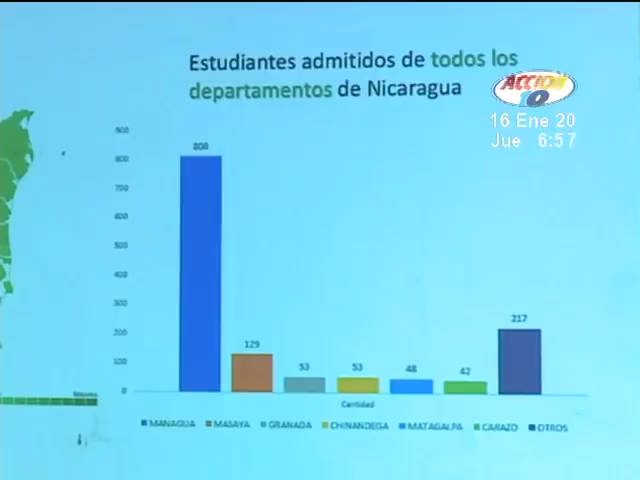 Estudiantes admitidos de todos los
departamentos de Nicaragua
ACCION
10
16 Ene 20
Jue 6:57
900
800
700
600
500
400
300
200
100
0
808
129
53
53
48
42
217
Cantidad
MANAGUA MASAYA GRANADA CHINANDEGA MATAGALPA CARAZO OTROS